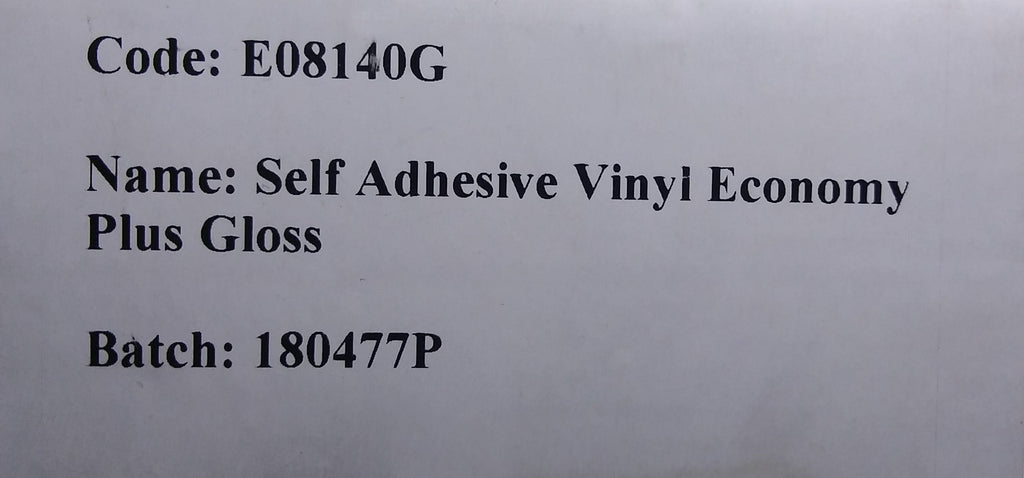 Code: E08140G
Name: Self Adhesive Vinyl Economy
Plus Gloss
Batch: 180477P